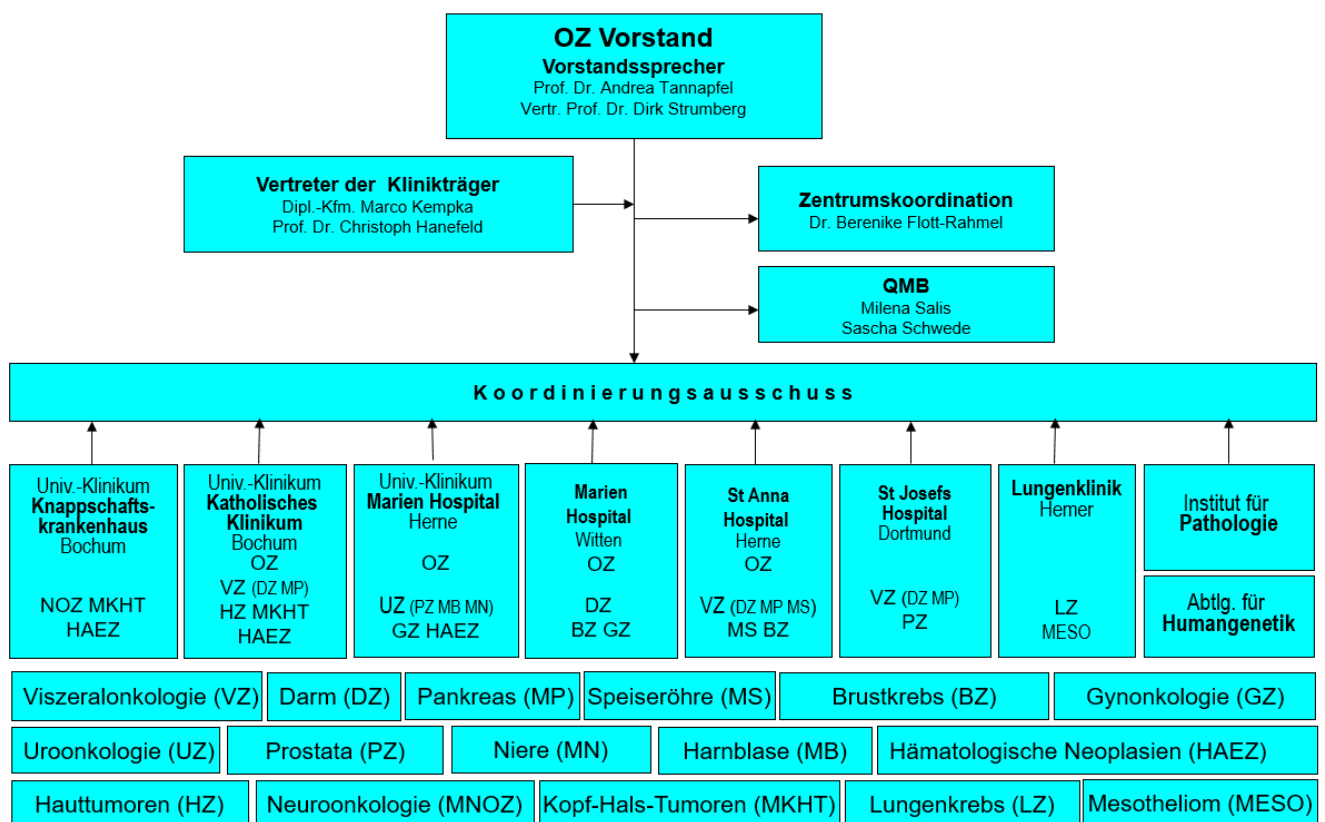 OZ Vorstand
Vorstandssprecher
Prof. Dr. Andrea Tannapfel
Vertr. Prof. Dr. Dirk Strumberg
Vertreter der Klinikträger
Dipl.-Kfm. Marco Kempka
Prof. Dr. Christoph Hanefeld
Zentrumskoordination
Dr. Berenike Flott-Rahmel
QMB
Milena Salis
Sascha Schwede
Koordinierungsausschuss
Univ.-Klinikum
Knappschafts-
krankenhaus
Bochum
NOZ MKHT
HAEZ
Univ.-Klinikum
Katholisches
Klinikum
Bochum
OZ
VZ (DZ MP)
HZ MKHT
HAEZ
Univ.-Klinikum
Marien Hospital
Herne
OZ
UZ (PZ MB MN)
GZ HAEZ
Marien
Hospital
Witten
OZ
DZ
BZ GZ
St Anna
Hospital
Herne
OZ
VZ (DZ MP MS)
MS BZ
St Josefs
Hospital
Dortmund
VZ (DZ MP)
PZ
Lungenklinik
Hemer
LZ
MESO
Institut für
Pathologie
Abtlg. für
Humangenetik
Viszeralonkologie (VZ)
Darm (DZ)
Pankreas (MP)
Speiseröhre (MS)
Brustkrebs (BZ)
Gynonkologie (GZ)
Uroonkologie (UZ)
Prostata (PZ)
Niere (MN)
Harnblase (MB)
Hämatologische Neoplasien (HAEZ)
Hauttumoren (HZ)
Neuroonkologie (MNOZ)
Kopf-Hals-Tumoren (MKHT)
Lungenkrebs (LZ)
Mesotheliom (MESO)